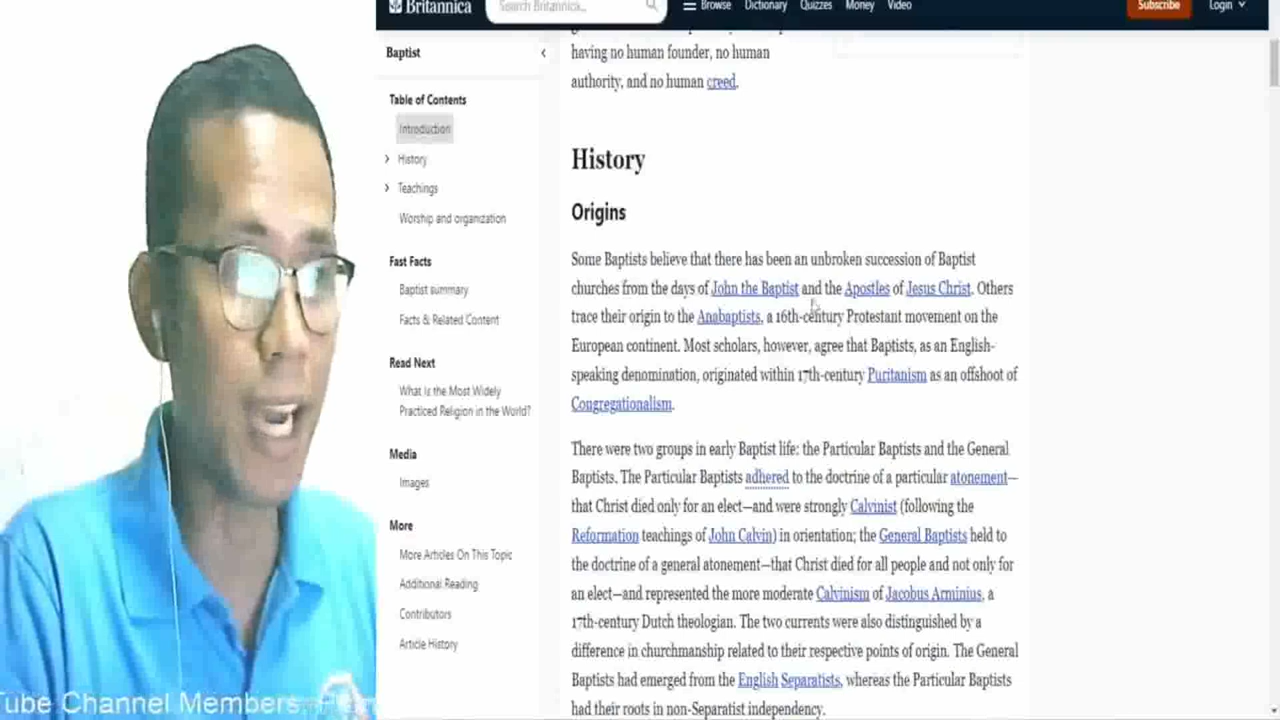 Britannica
Search Britannica...
Browse
Dictionary
Quizzes
Money
Video
Subscribe
Login
Baptist
Table of Contents
Introduction
History
Teachings
Worship and organization
Fast Facts
Baptist summary
Facts & Related Content
Read Next
What Is the Most Widely
Practiced Religion in the World?
Media
Images
More
More Articles On This Topic
Additional Reading
Contributors
Article History
having no human founder, no human
authority, and no human creed.
History
Origins
Some Baptists believe that there has been an unbroken succession of Baptist
churches from the days of John the Baptist and the Apostles of Jesus Christ. Others
trace their origin to the Anabaptists, a 16th-century Protestant movement on the
European continent. Most scholars, however, agree that Baptists, as an English-
speaking denomination, originated within 17th-century Puritanism as an offshoot of
Congregationalism.
There were two groups in early Baptist life: the Particular Baptists and the General
Baptists. The Particular Baptists adhered to the doctrine of a particular atonement—
that Christ died only for an elect—and were strongly Calvinist (following the
Reformation teachings of John Calvin) in orientation; the General Baptists held to
the doctrine of a general atonement—that Christ died for all people and not only for
an elect—and represented the more moderate Calvinism of Jacobus Arminius, a
17th-century Dutch theologian. The two currents were also distinguished by a
difference in churchmanship related to their respective points of origin. The General
Baptists had emerged from the English Separatists, whereas the Particular Baptists
had their roots in non-Separatist independency.
Tube Channel Members